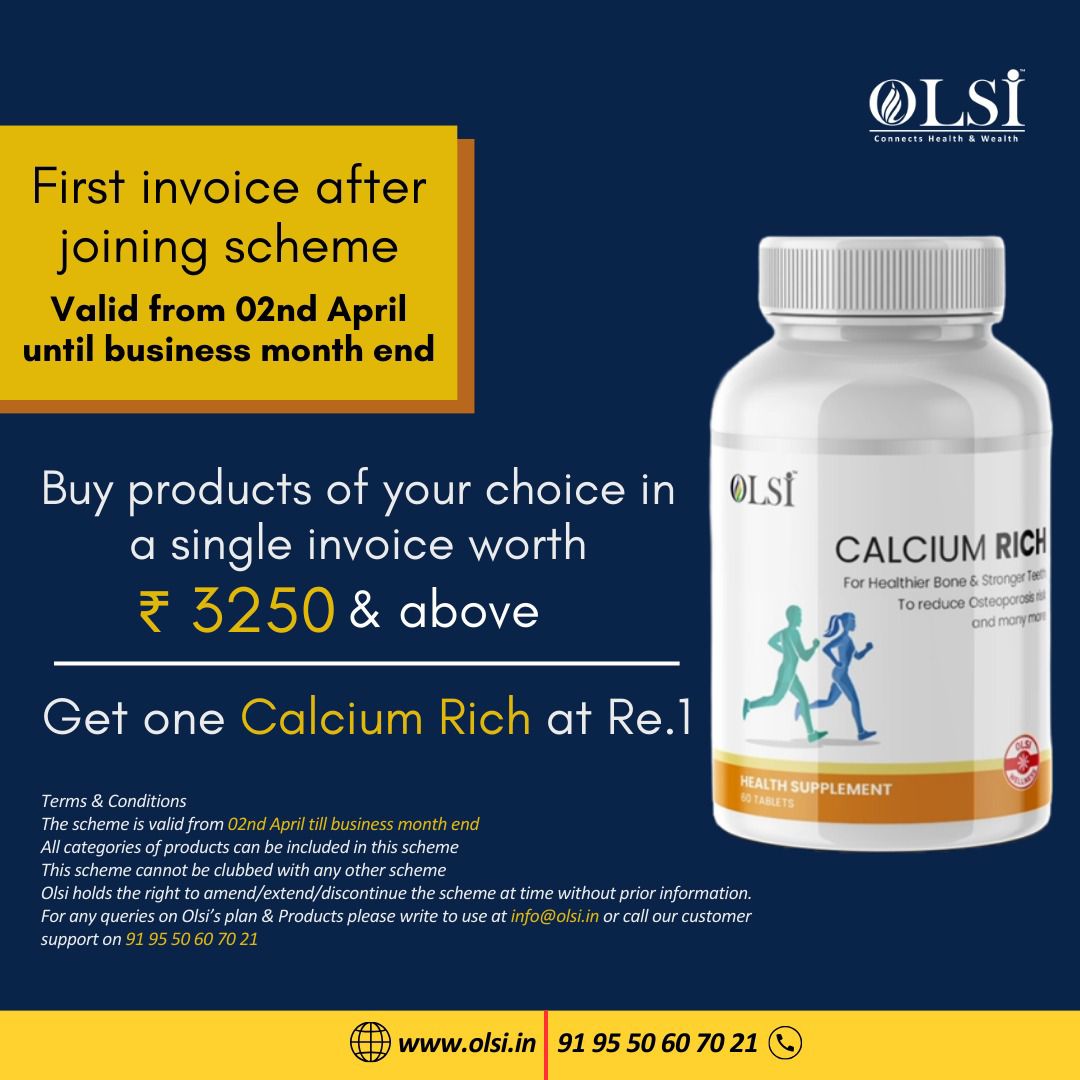 OLSi™
Connects Health & Wealth
First invoice after
joining scheme
Valid from 02nd April
until business month end
Buy products of your choice in
a single invoice worth
₹ 3250 & above
Get one Calcium Rich at Re.1
OLSi™
CALCIUM RICH
For Healthier Bone & Stronger Teeth
To reduce Osteoporosis risk
and many more
OLSI
WELLNESS
HEALTH SUPPLEMENT
60 TABLETS
Terms & Conditions
The scheme is valid from 02nd April till business month end
All categories of products can be included in this scheme
This scheme cannot be clubbed with any other scheme
Olsi holds the right to amend/extend/discontinue the scheme at time without prior information.
For any queries on Olsi’s plan & Products please write to use at info@olsi.in or call our customer
support on 91 95 50 60 70 21
www.olsi.in 91 95 50 60 70 21